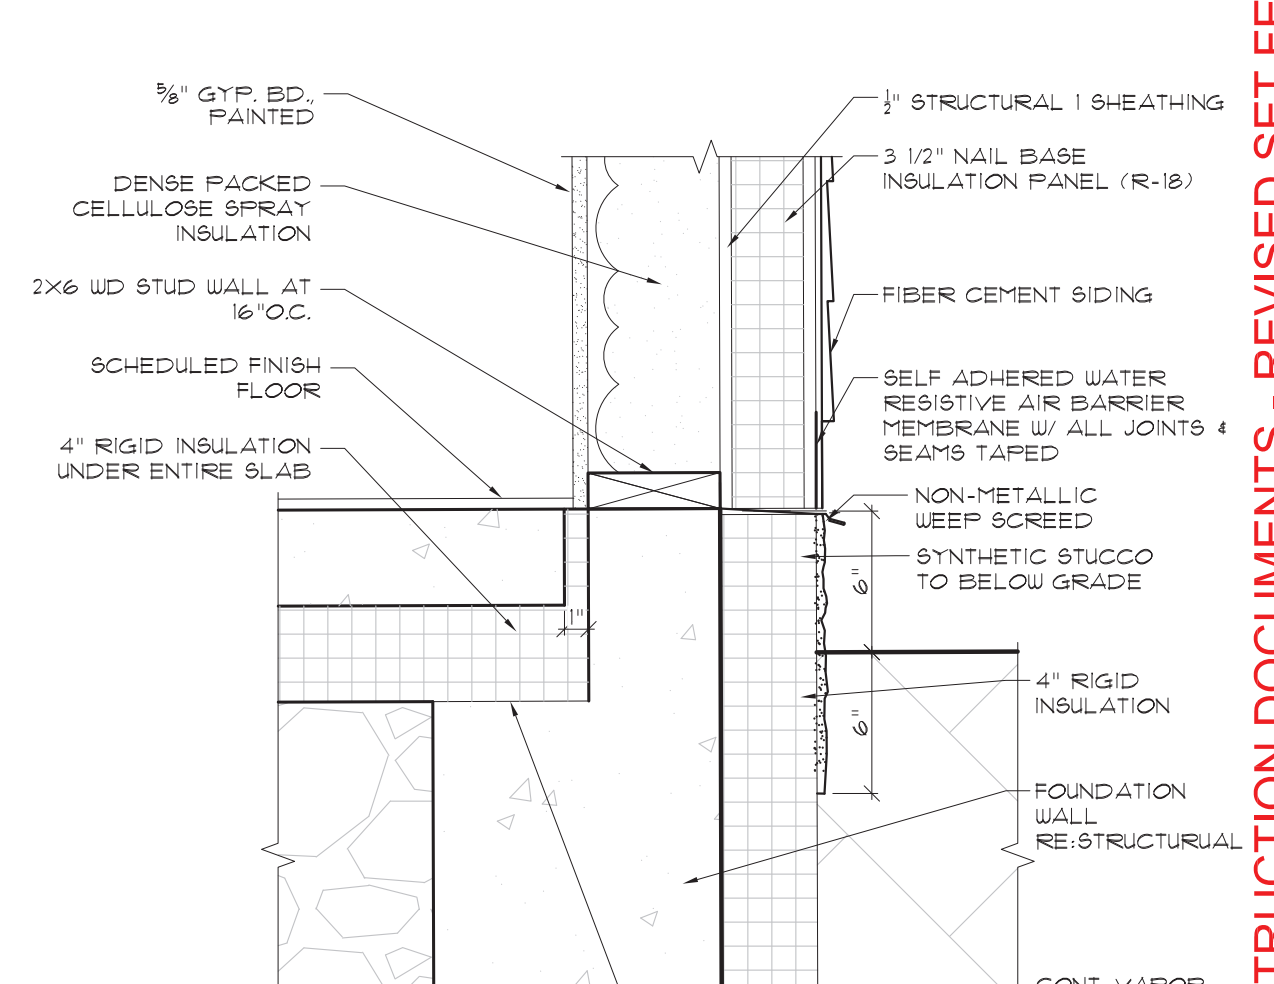 5/8" GYP. BD.,
PAINTED
DENSE PACKED
CELLULOSE SPRAY
INSULATION
2X6 WD STUD WALL AT
16"O.C.
SCHEDULED FINISH
FLOOR
4" RIGID INSULATION
UNDER ENTIRE SLAB
1"
1/2" STRUCTURAL 1 SHEATHING
3 1/2" NAIL BASE
INSULATION PANEL (R-18)
FIBER CEMENT SIDING
SELF ADHERED WATER
RESISTIVE AIR BARRIER
MEMBRANE W/ ALL JOINTS &
SEAMS TAPED
NON-METALLIC
WEEP SCREED
SYNTHETIC STUCCO
TO BELOW GRADE
6"
6"
4" RIGID
INSULATION
FOUNDATION
WALL
RE:STRUCTURUAL
CONT. VAPOR
TRUCTION DOCUMENTS - REVISED SET